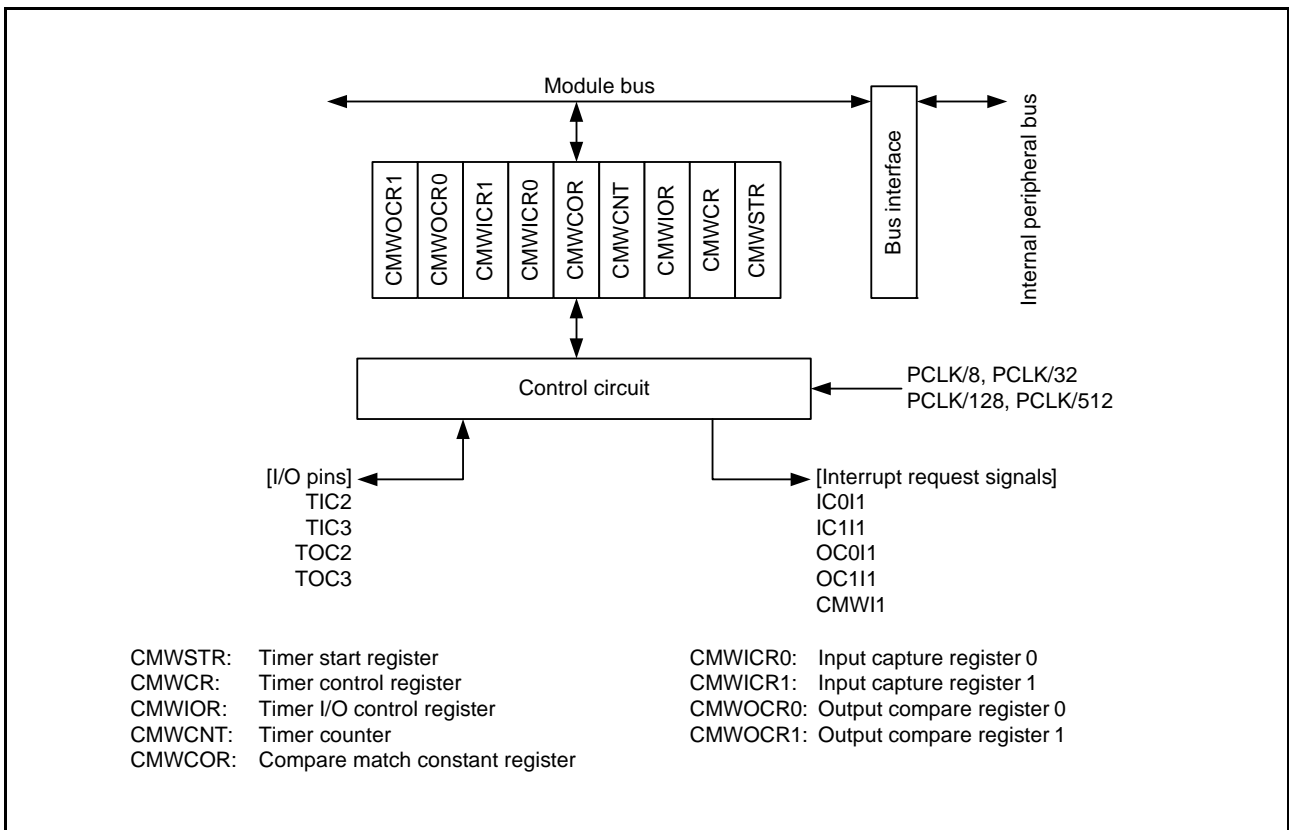 Module bus
Bus interface
Internal peripheral bus
CMWOCR1
CMWOCR0
CMWICR1
CMWICR0
CMWCOR
CMWCNT
CMWIOR
CMWCR
CMWSTR
Control circuit
PCLK/8, PCLK/32
PCLK/128, PCLK/512
[I/O pins]
TIC2
TIC3
TOC2
TOC3
[Interrupt request signals]
IC0I1
IC1I1
OC0I1
OC1I1
CMWI1
CMWSTR: Timer start register
CMWCR: Timer control register
CMWIOR: Timer I/O control register
CMWCNT: Timer counter
CMWCOR: Compare match constant register
CMWICR0: Input capture register 0
CMWICR1: Input capture register 1
CMWOCR0: Output compare register 0
CMWOCR1: Output compare register 1